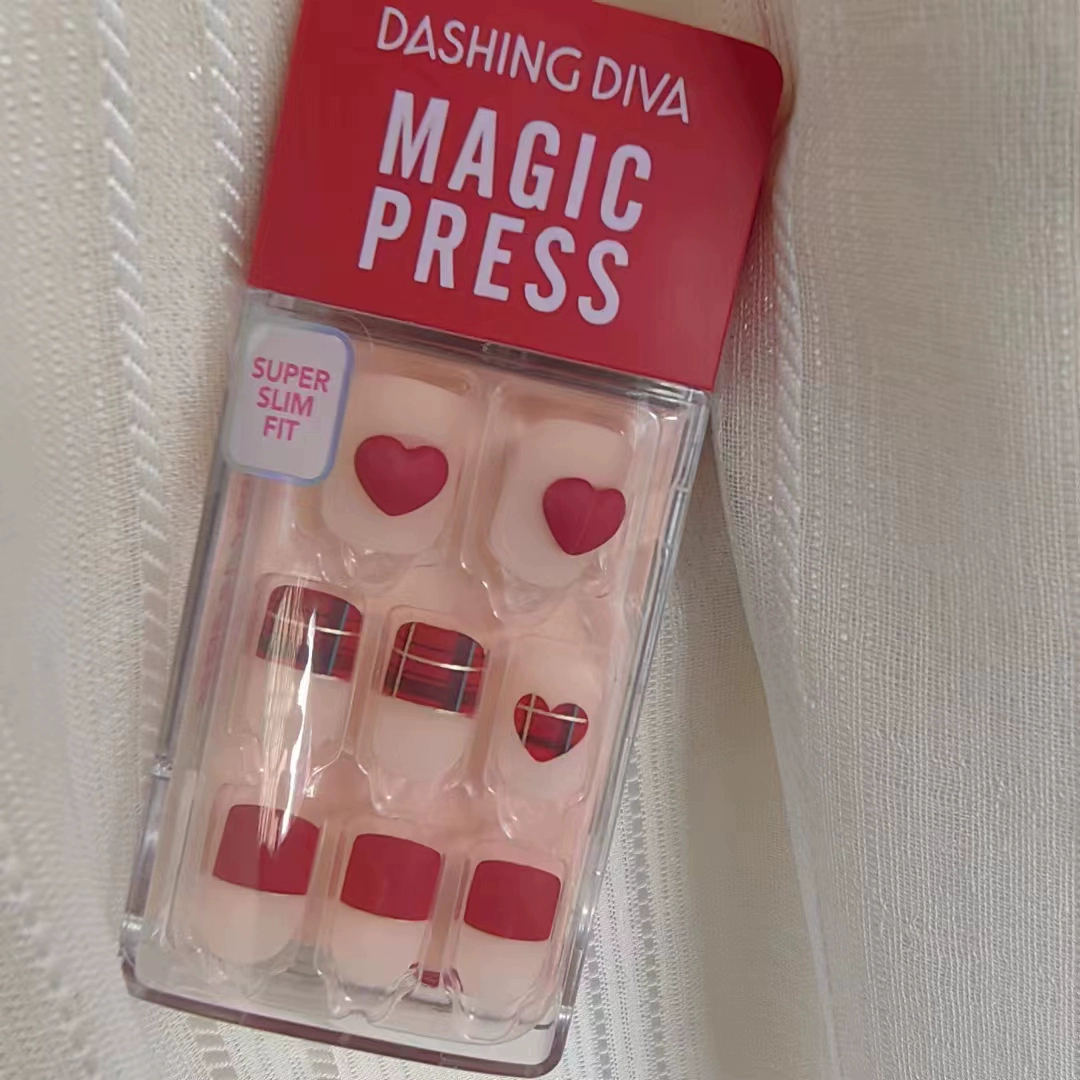 DASHING DIVA
MAGIC
PRESS
SUPER
SLIM
FIT